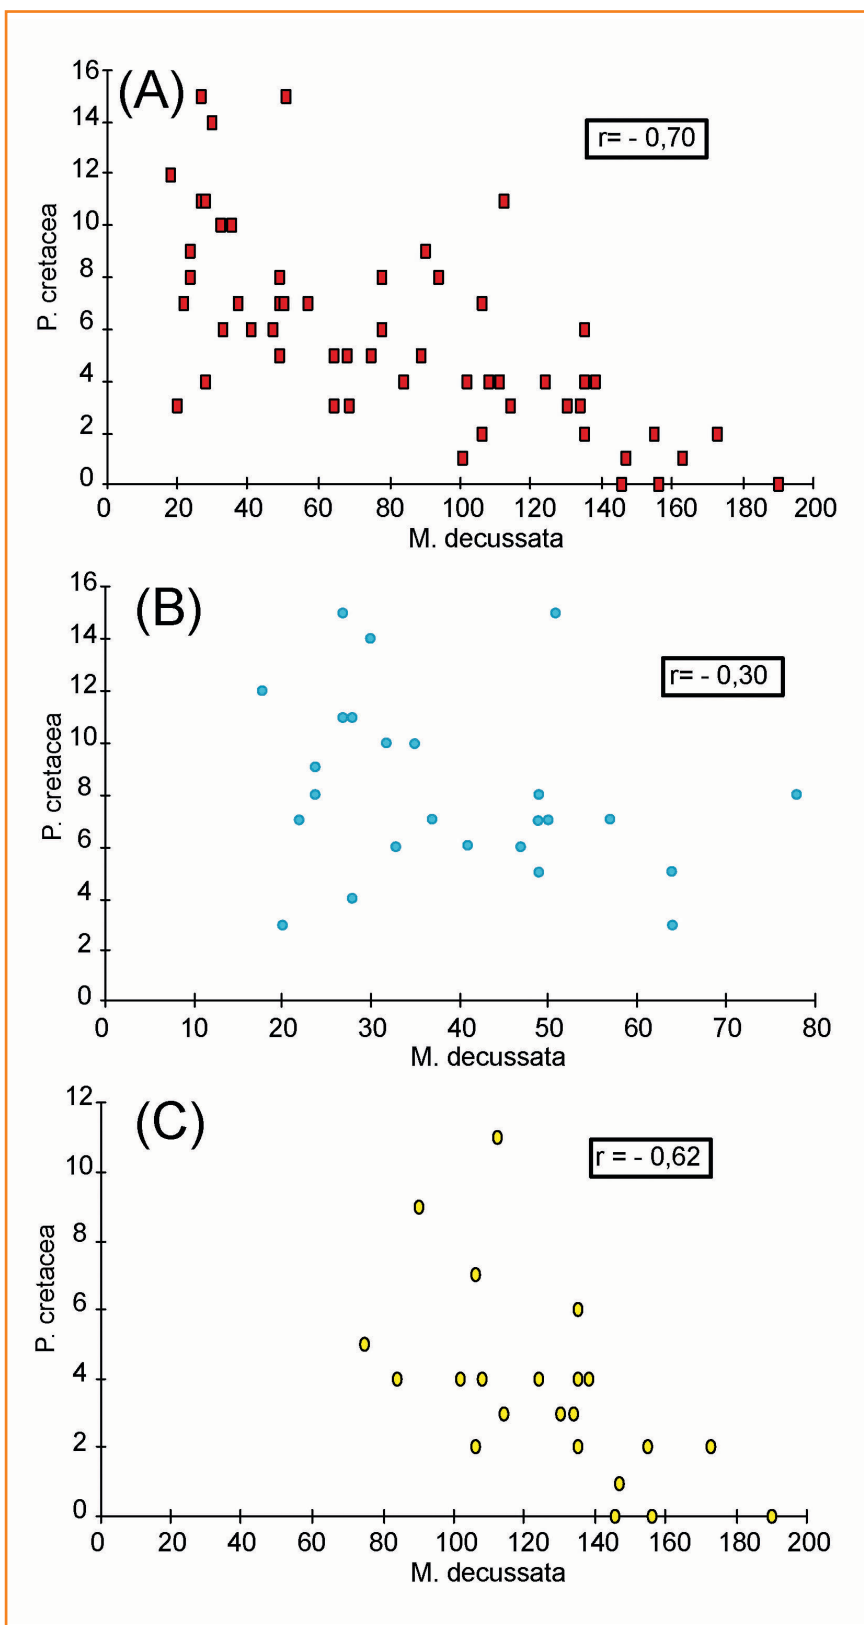 (A)
r= - 0,70
P. cretacea
16
14
12
10
8
6
4
2
0
0 20 40 60 80 100 120 140 160 180 200
M. decussata
(B)
r= - 0,30
P. cretacea
16
14
12
10
8
6
4
2
0
0 10 20 30 40 50 60 70 80
M. decussata
(C)
r = - 0,62
P. cretacea
12
10
8
6
4
2
0
0 20 40 60 80 100 120 140 160 180 200
M. decussata